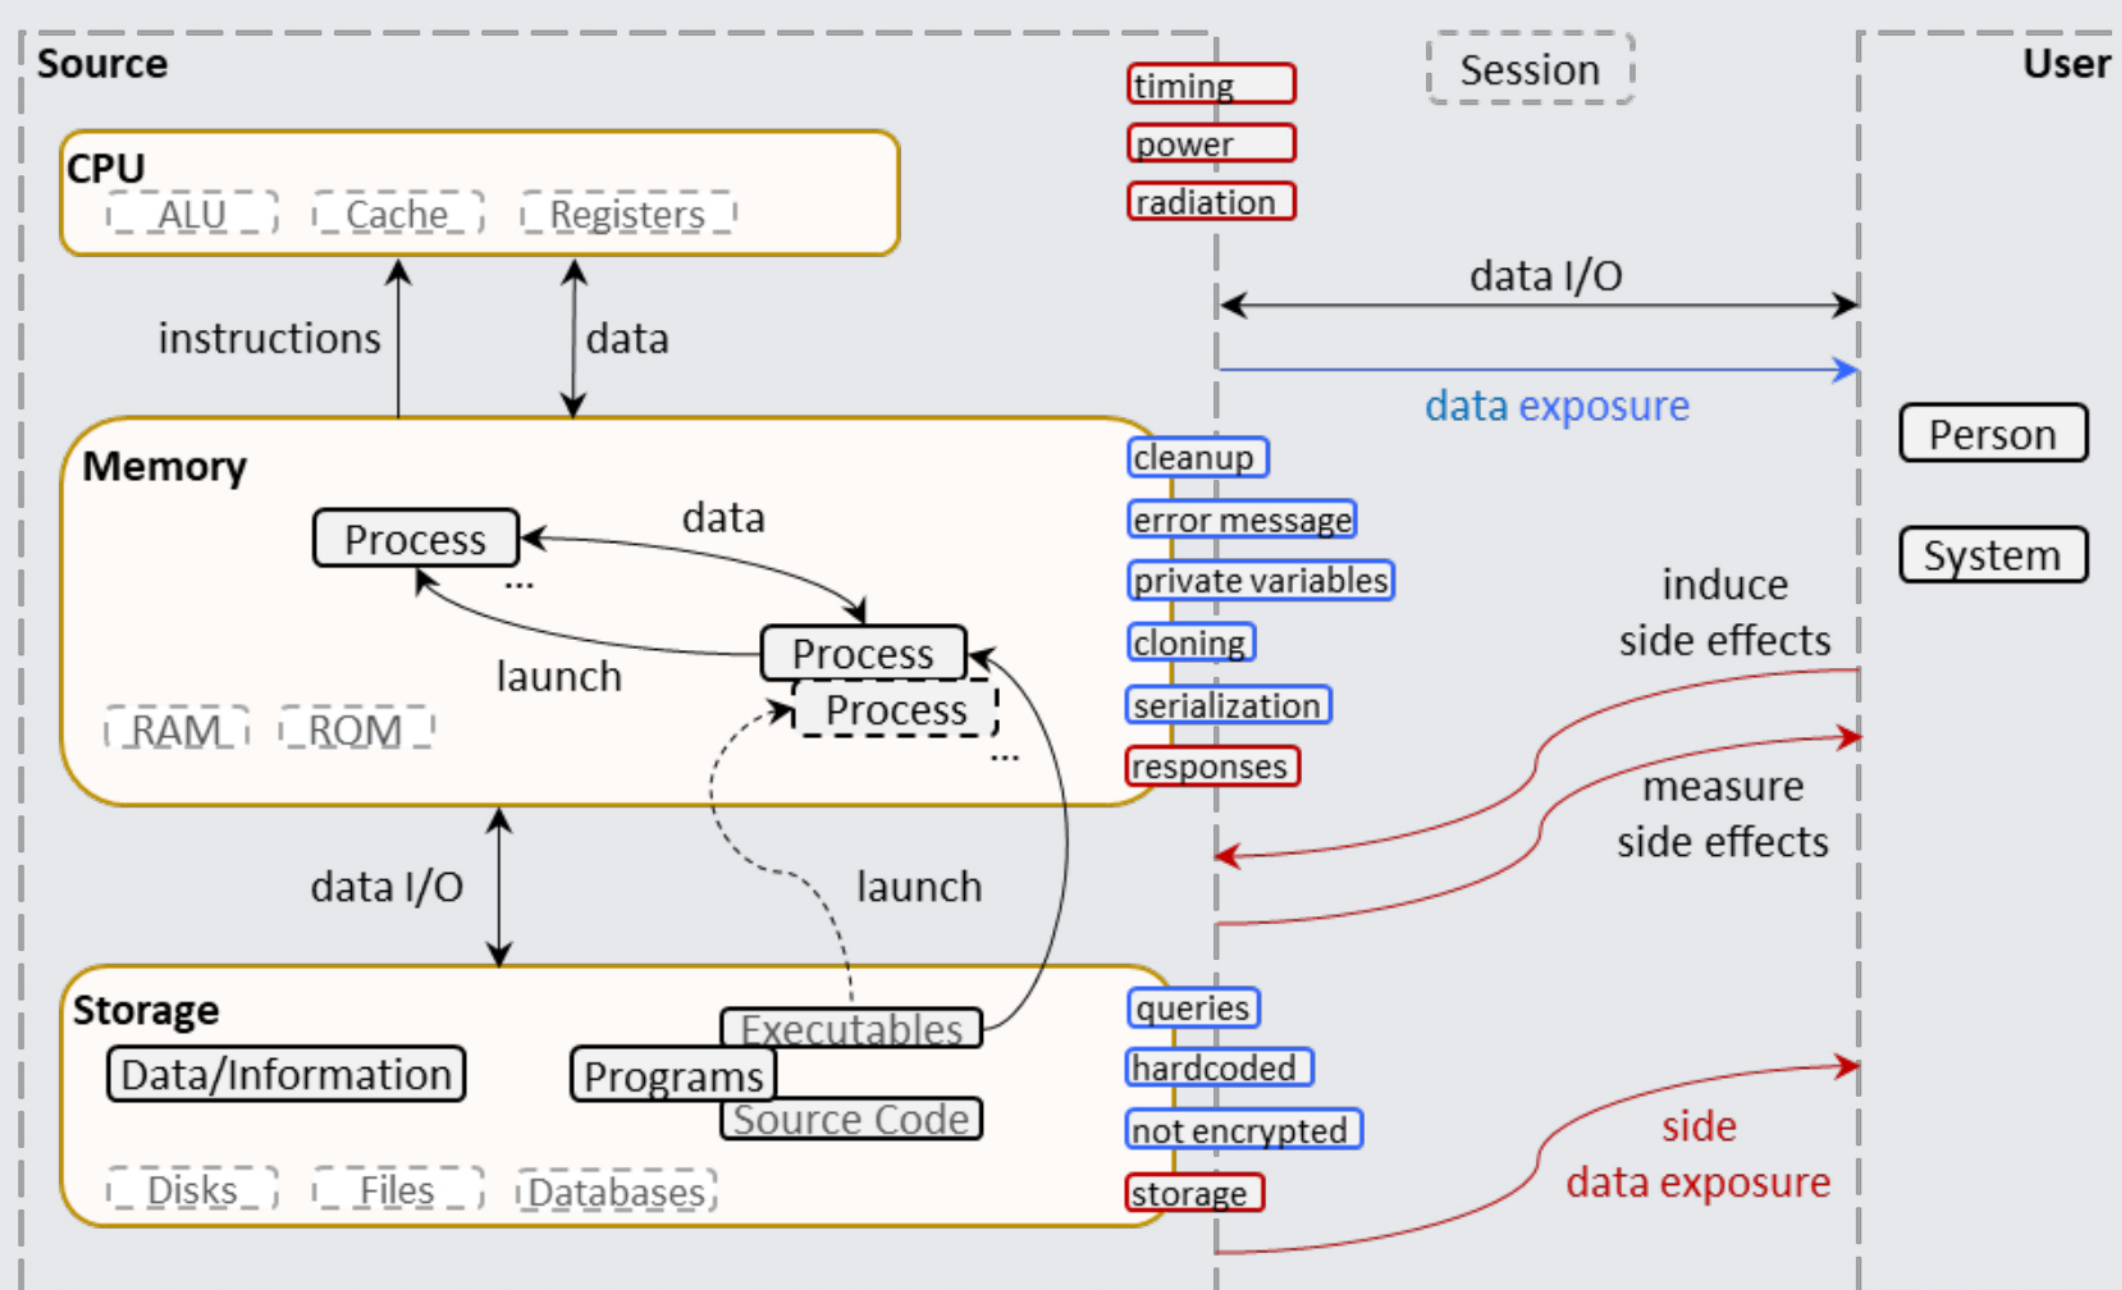 Source
Session
User
timing
power
radiation
CPU
ALU
Cache
Registers
instructions
data
data I/O
data exposure
Person
System
Memory
Process
...
data
launch
Process
Process
...
RAM
ROM
cleanup
error message
private variables
cloning
serialization
responses
induce
side effects
measure
side effects
data I/O
launch
Storage
Data/Information
Programs
Executables
Source Code
Disks
Files
Databases
queries
hardcoded
not encrypted
storage
side
data exposure